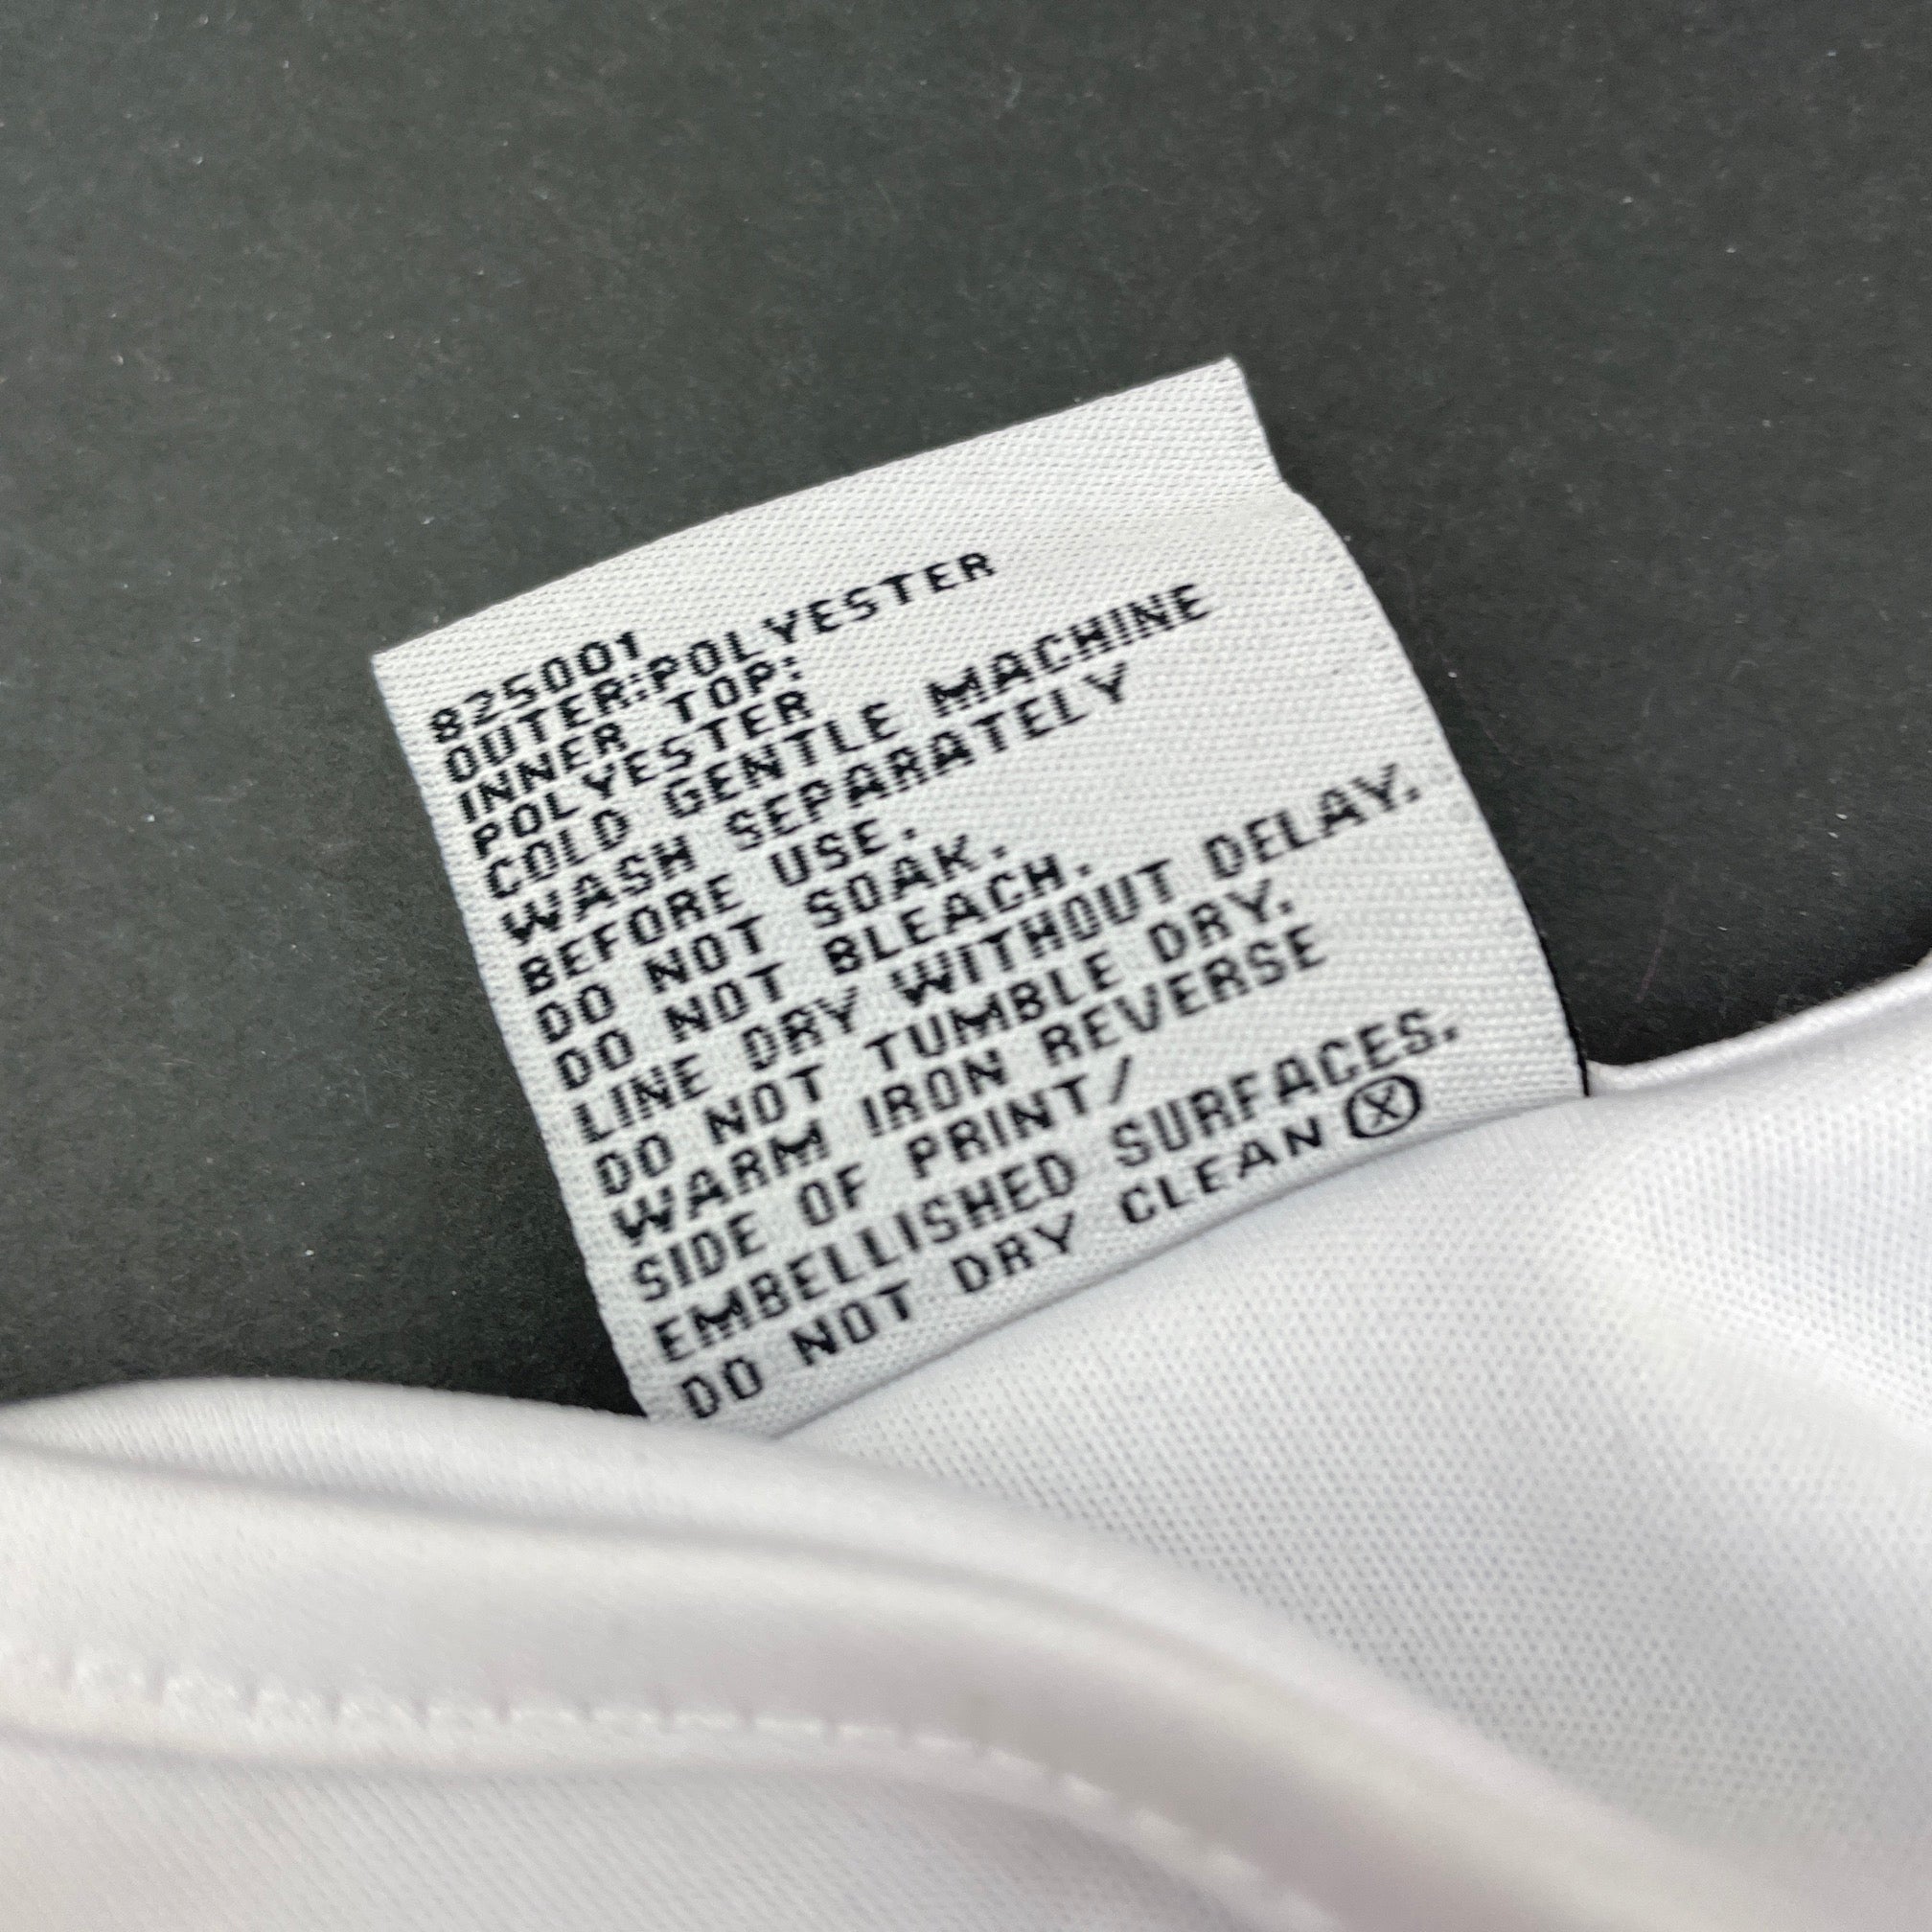 825001
OUTER:POLYESTER
INNER TOP:
POLYESTER
COLD GENTLE MACHINE
WASH SEPARATELY
BEFORE USE.
DO NOT SOAK.
DO NOT BLEACH.
LINE DRY WITHOUT DELAY.
DO NOT TUMBLE DRY.
WARM IRON REVERSE
SIDE OF PRINT/
EMBELLISHED SURFACES.
DO NOT DRY CLEAN Ⓧ